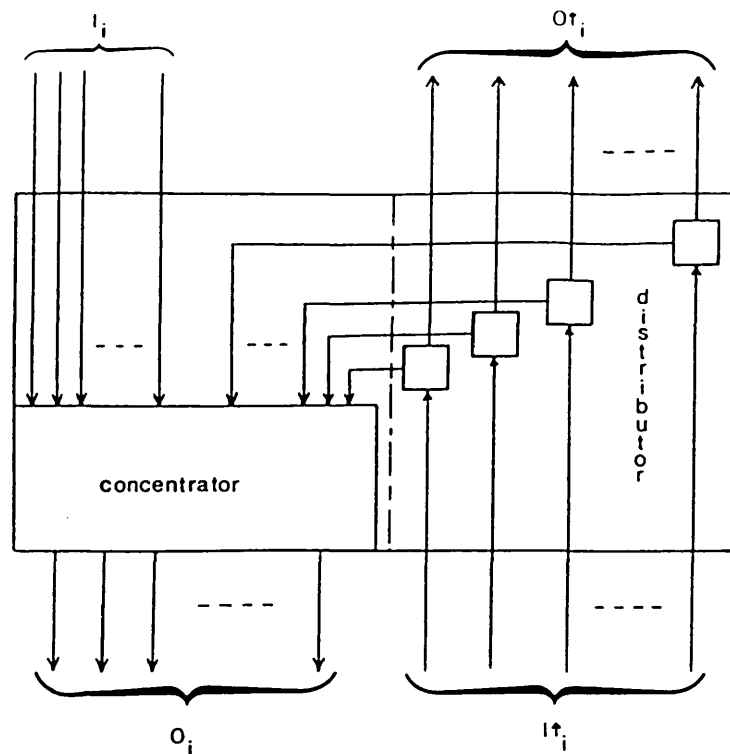 I_i
O↑_i
distributor
concentrator
O_i
I↑_i